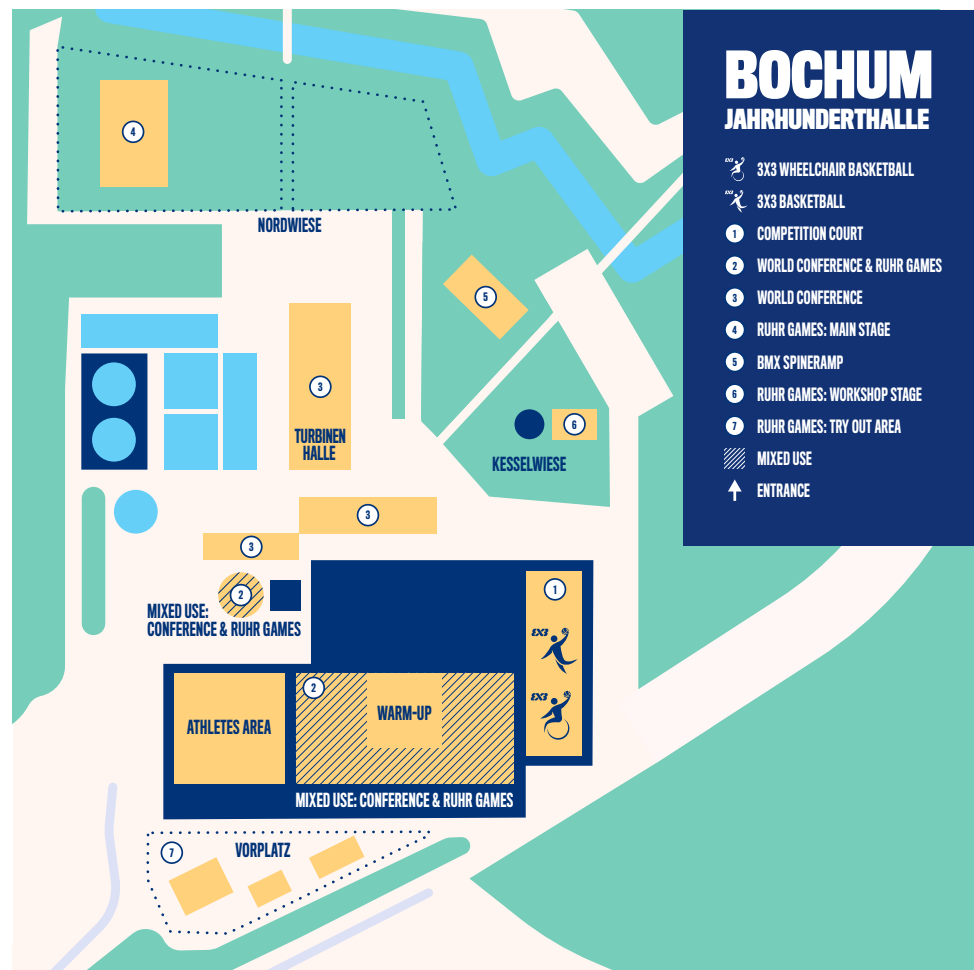 BOCHUM
JAHRHUNDERTHALLE
3X3 WHEELCHAIR BASKETBALL
3X3 BASKETBALL
1 COMPETITION COURT
2 WORLD CONFERENCE & RUHR GAMES
3 WORLD CONFERENCE
4 RUHR GAMES: MAIN STAGE
5 BMX SPINERAMP
6 RUHR GAMES: WORKSHOP STAGE
7 RUHR GAMES: TRY OUT AREA
MIXED USE
ENTRANCE
4
NORDWIESE
5
3
TURBINEN
HALLE
6
KESSELWIESE
3
3
2
MIXED USE:
CONFERENCE & RUHR GAMES
1
3X3
3X3
2
WARM-UP
ATHLETES AREA
MIXED USE: CONFERENCE & RUHR GAMES
7
VORPLATZ